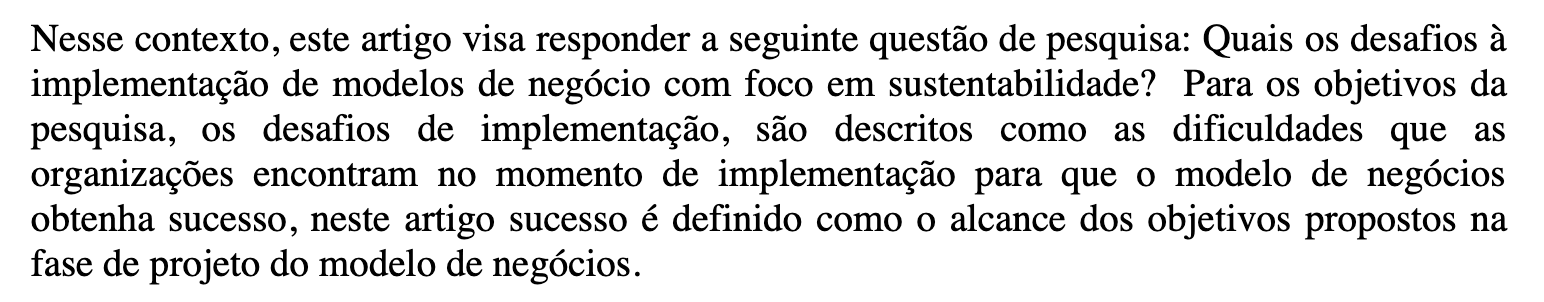 Nesse contexto, este artigo visa responder a seguinte questão de pesquisa: Quais os desafios à
implementação de modelos de negócio com foco em sustentabilidade?  Para os objetivos da
pesquisa, os desafios de implementação, são descritos como as dificuldades que as
organizações encontram no momento de implementação para que o modelo de negócios
obtenha sucesso, neste artigo sucesso é definido como o alcance dos objetivos propostos na
fase de projeto do modelo de negócios.